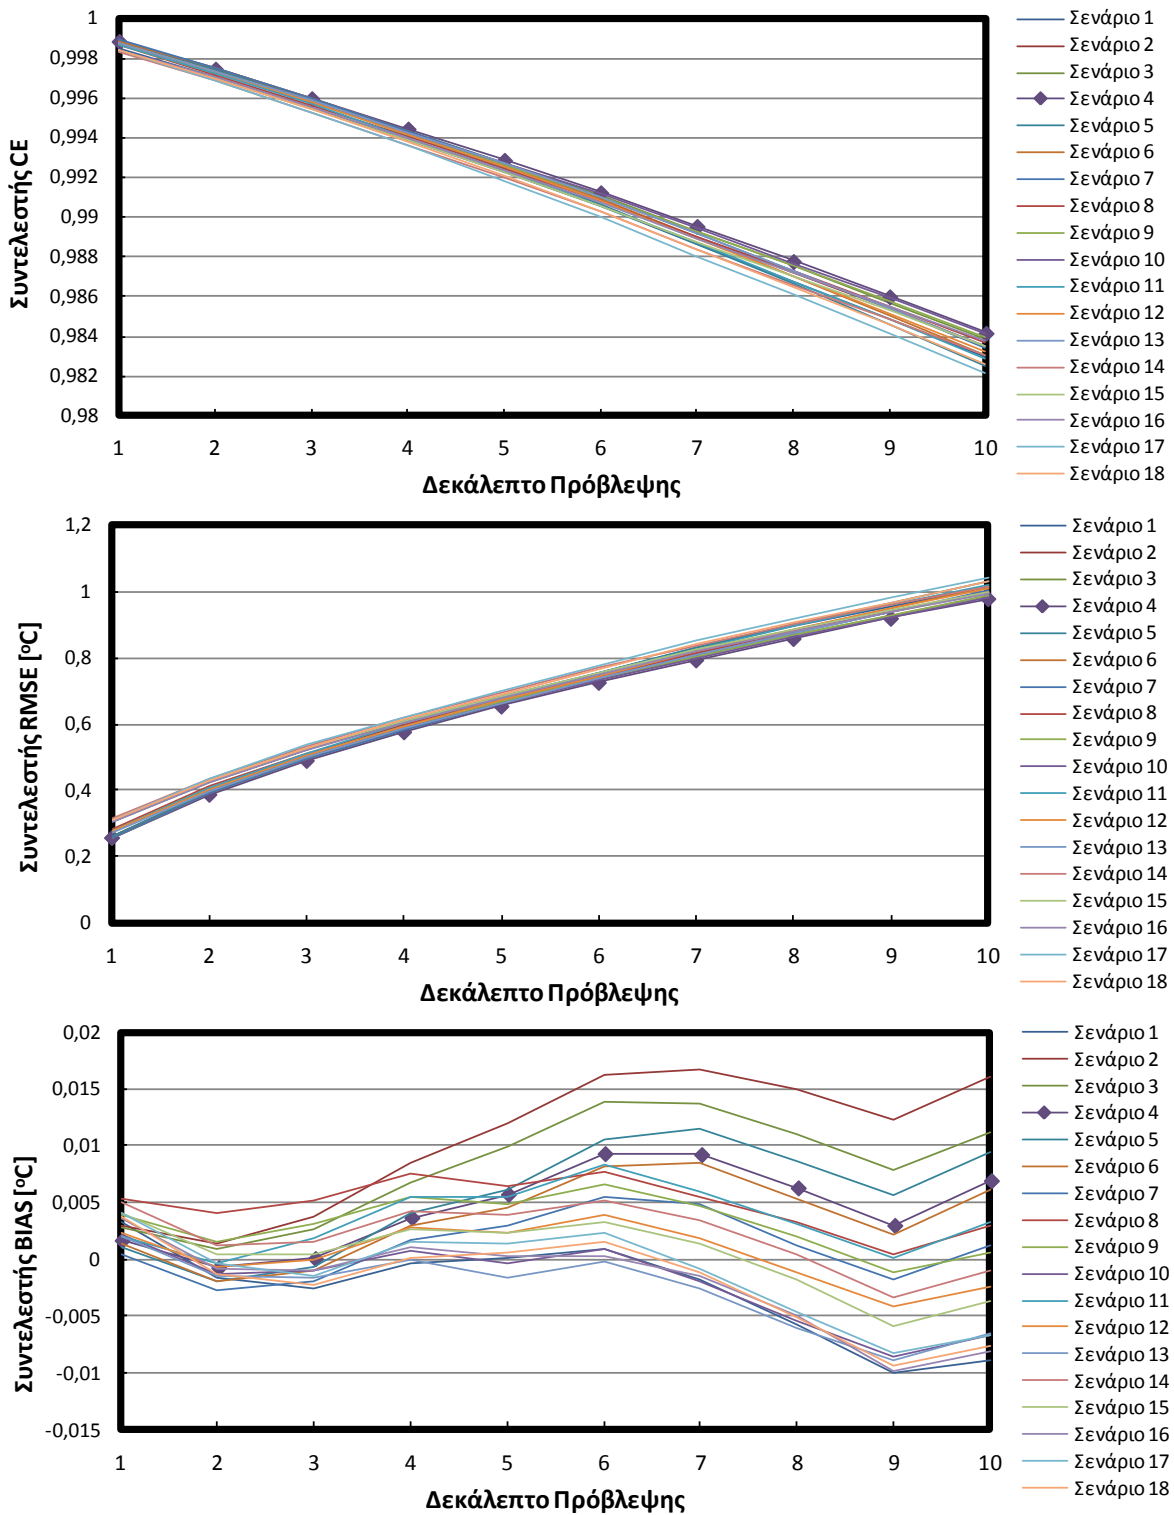 Συντελεστής CE
1
0,998
0,996
0,994
0,992
0,99
0,988
0,986
0,984
0,982
0,98
1 2 3 4 5 6 7 8 9 10
Δεκάλεπτο Πρόβλεψης
Σενάριο 1
Σενάριο 2
Σενάριο 3
Σενάριο 4
Σενάριο 5
Σενάριο 6
Σενάριο 7
Σενάριο 8
Σενάριο 9
Σενάριο 10
Σενάριο 11
Σενάριο 12
Σενάριο 13
Σενάριο 14
Σενάριο 15
Σενάριο 16
Σενάριο 17
Σενάριο 18
Συντελεστής RMSE [ºC]
1,2
1
0,8
0,6
0,4
0,2
0
1 2 3 4 5 6 7 8 9 10
Δεκάλεπτο Πρόβλεψης
Σενάριο 1
Σενάριο 2
Σενάριο 3
Σενάριο 4
Σενάριο 5
Σενάριο 6
Σενάριο 7
Σενάριο 8
Σενάριο 9
Σενάριο 10
Σενάριο 11
Σενάριο 12
Σενάριο 13
Σενάριο 14
Σενάριο 15
Σενάριο 16
Σενάριο 17
Σενάριο 18
Συντελεστής BIAS [ºC]
0,02
0,015
0,01
0,005
0
-0,005
-0,01
-0,015
1 2 3 4 5 6 7 8 9 10
Δεκάλεπτο Πρόβλεψης
Σενάριο 1
Σενάριο 2
Σενάριο 3
Σενάριο 4
Σενάριο 5
Σενάριο 6
Σενάριο 7
Σενάριο 8
Σενάριο 9
Σενάριο 10
Σενάριο 11
Σενάριο 12
Σενάριο 13
Σενάριο 14
Σενάριο 15
Σενάριο 16
Σενάριο 17
Σενάριο 18